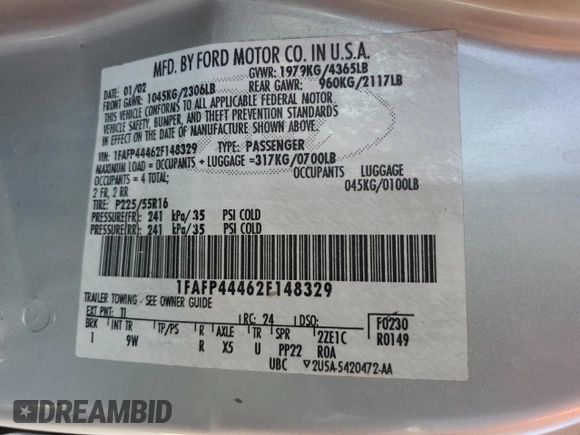 MFD. BY FORD MOTOR CO. IN U.S.A.
DATE: 01/02 GVWR: 1979KG/4365LB
FRONT GAWR: 1045KG/2306LB REAR GAWR: 960KG/2117LB
THIS VEHICLE CONFORMS TO ALL APPLICABLE FEDERAL MOTOR
VEHICLE SAFETY, BUMPER, AND THEFT PREVENTION STANDARDS
IN EFFECT ON THE DATE OF MANUFACTURE SHOWN ABOVE.
VIN: 1FAFP44462F148329 TYPE: PASSENGER
MAXIMUM LOAD = OCCUPANTS + LUGGAGE = 317KG/0700LB
OCCUPANTS = 4 TOTAL; OCCUPANTS LUGGAGE
2 FR, 2 RR 045KG/0100LB
TIRE: P225/55R16
PRESSURE(FR): 241 kPa/ 35 PSI COLD
PRESSURE(RR): 241 kPa/ 35 PSI COLD
1FAFP44462F148329
TRAILER TOWING - SEE OWNER GUIDE
EXT PNT: TI RC: 24 DSO: F0230
BRK INT TR TP/PS R AXLE TR SPR 2ZE1C R0149
1 9W R X5 U PP22 ROA
UBC ▽2U5A-5420472-AA
DREAMBID